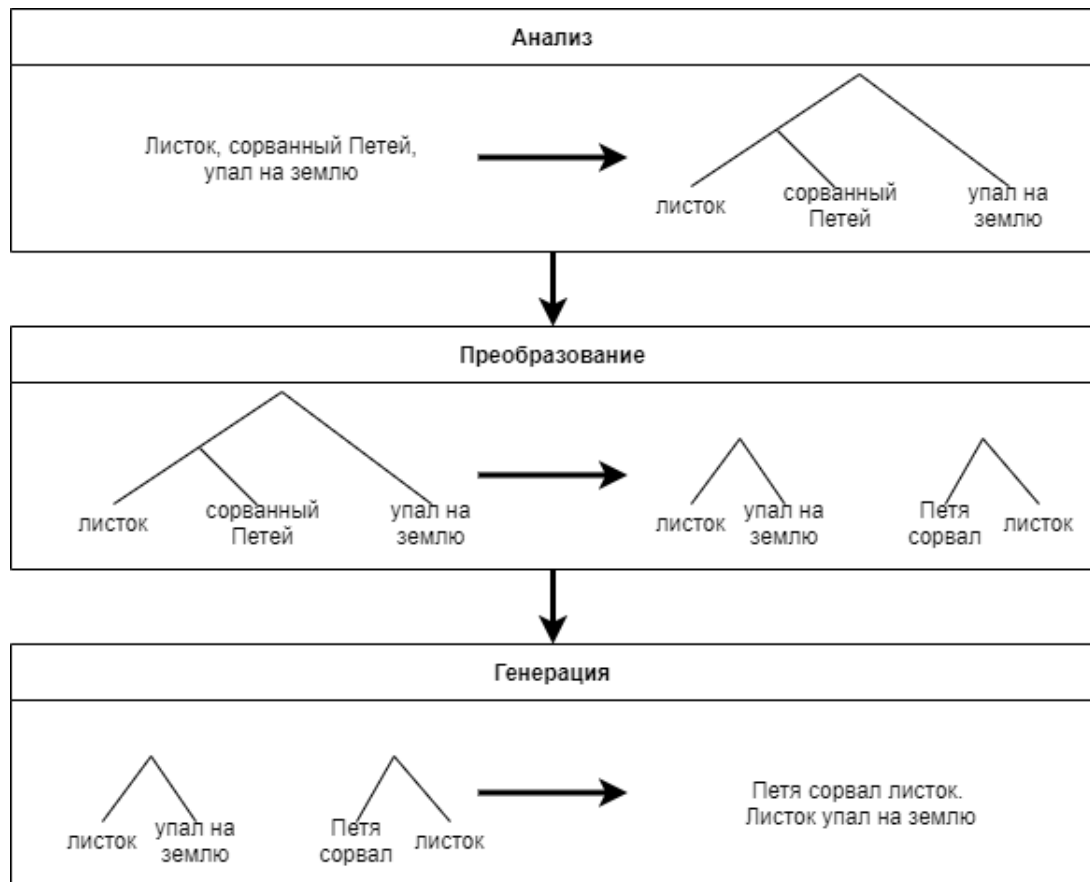 Анализ
Листок, сорванный Петей,
упал на землю
листок
сорванный
Петей
упал на
землю
Преобразование
листок
сорванный
Петей
упал на
землю
листок
упал на
землю
Петя
сорвал
листок
Генерация
листок
упал на
землю
Петя
сорвал
листок
Петя сорвал листок.
Листок упал на землю